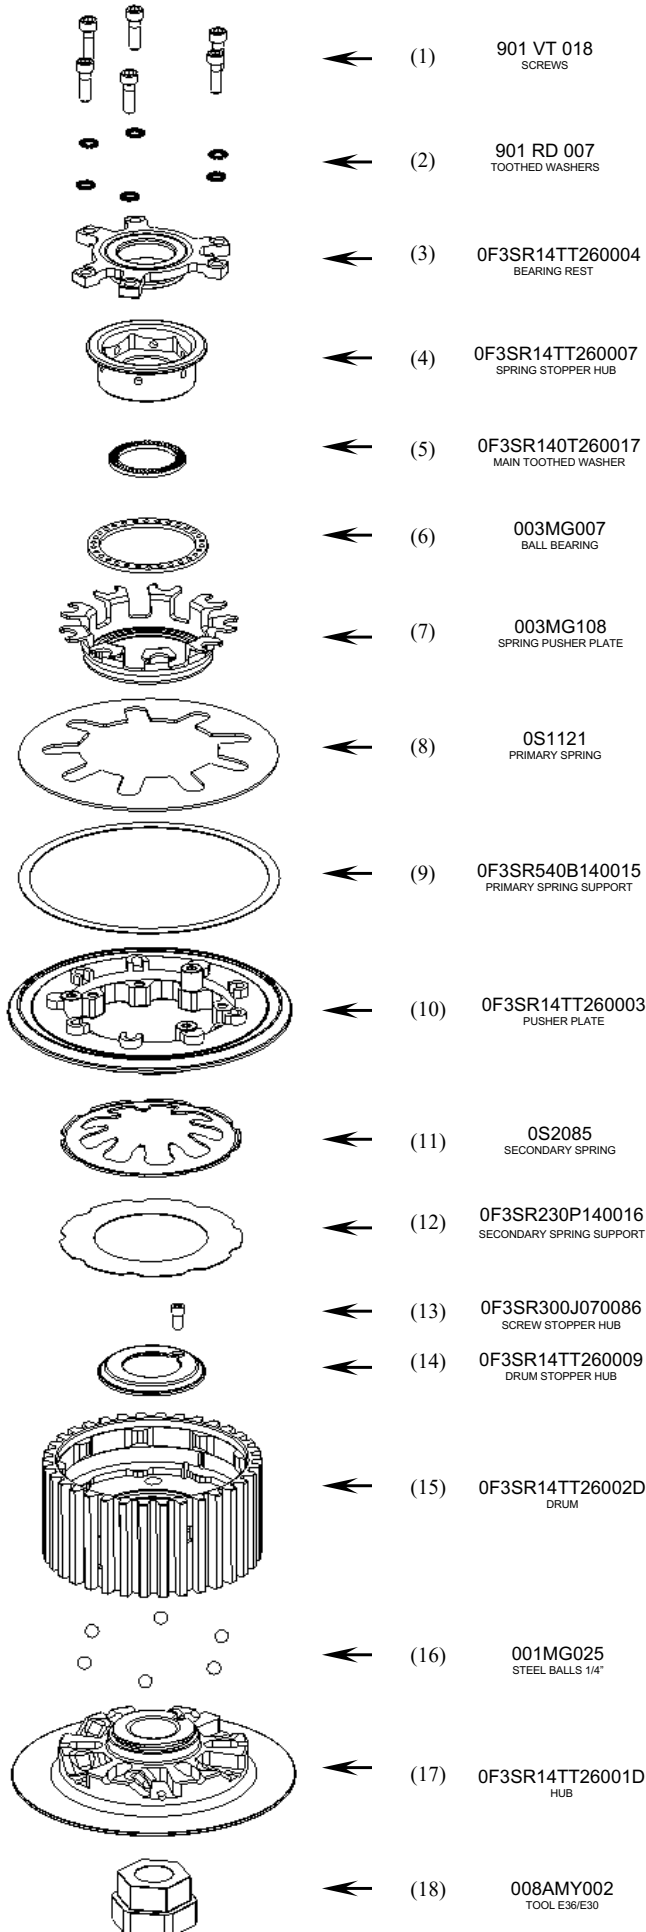 (1) 901 VT 018
SCREWS
(2) 901 RD 007
TOOTHED WASHERS
(3) 0F3SR14TT260004
BEARING REST
(4) 0F3SR14TT260007
SPRING STOPPER HUB
(5) 0F3SR140T260017
MAIN TOOTHED WASHER
(6) 003MG007
BALL BEARING
(7) 003MG108
SPRING PUSHER PLATE
(8) 0S1121
PRIMARY SPRING
(9) 0F3SR540B140015
PRIMARY SPRING SUPPORT
(10) 0F3SR14TT260003
PUSHER PLATE
(11) 0S2085
SECONDARY SPRING
(12) 0F3SR230P140016
SECONDARY SPRING SUPPORT
(13) 0F3SR300J070086
SCREW STOPPER HUB
(14) 0F3SR14TT260009
DRUM STOPPER HUB
(15) 0F3SR14TT26002D
DRUM
(16) 001MG025
STEEL BALLS 1/4"
(17) 0F3SR14TT26001D
HUB
(18) 008AMY002
TOOL E36/E30